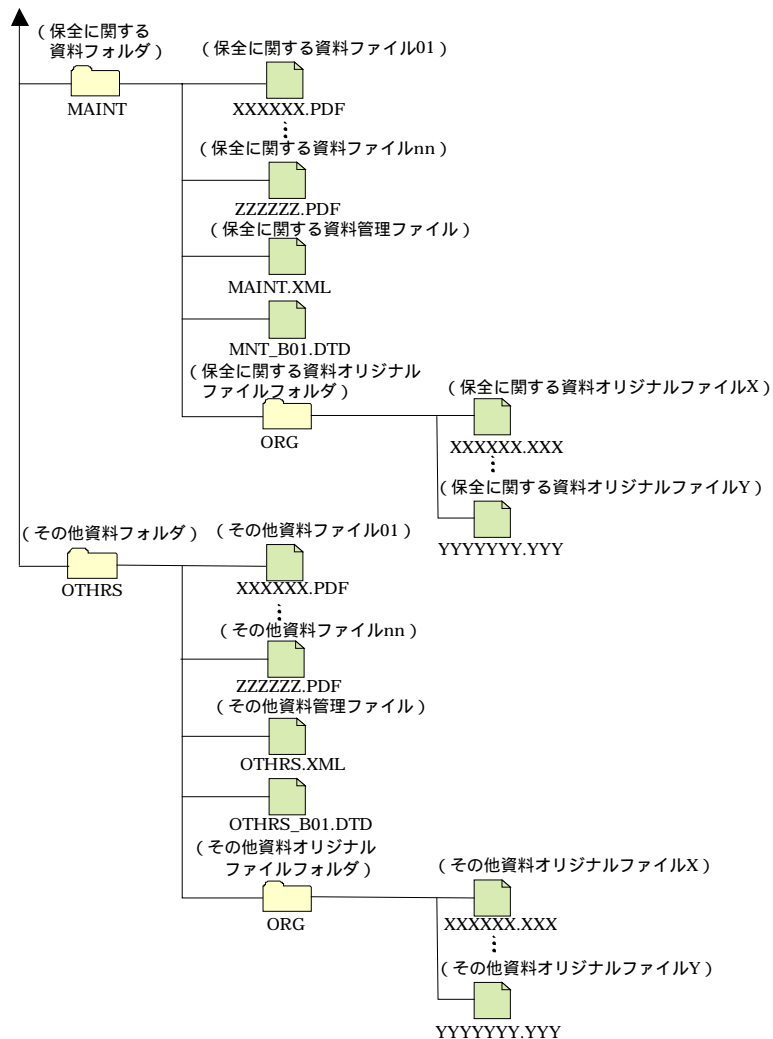 （保全に関する
資料フォルダ）
MAINT
（保全に関する資料ファイル01）
XXXXXX.PDF
（保全に関する資料ファイルnn）
ZZZZZZ.PDF
（保全に関する資料管理ファイル）
MAINT.XML
MNT_B01.DTD
（保全に関する資料オリジナル
ファイルフォルダ）
ORG
（保全に関する資料オリジナルファイルX）
XXXXXX.XXX
（保全に関する資料オリジナルファイルY）
YYYYYYY.YYY
（その他資料フォルダ）
OTHRS
（その他資料ファイル01）
XXXXXX.PDF
（その他資料ファイルnn）
ZZZZZZ.PDF
（その他資料管理ファイル）
OTHRS.XML
OTHRS_B01.DTD
（その他資料オリジナル
ファイルフォルダ）
ORG
（その他資料オリジナルファイルX）
XXXXXX.XXX
（その他資料オリジナルファイルY）
YYYYYYY.YYY